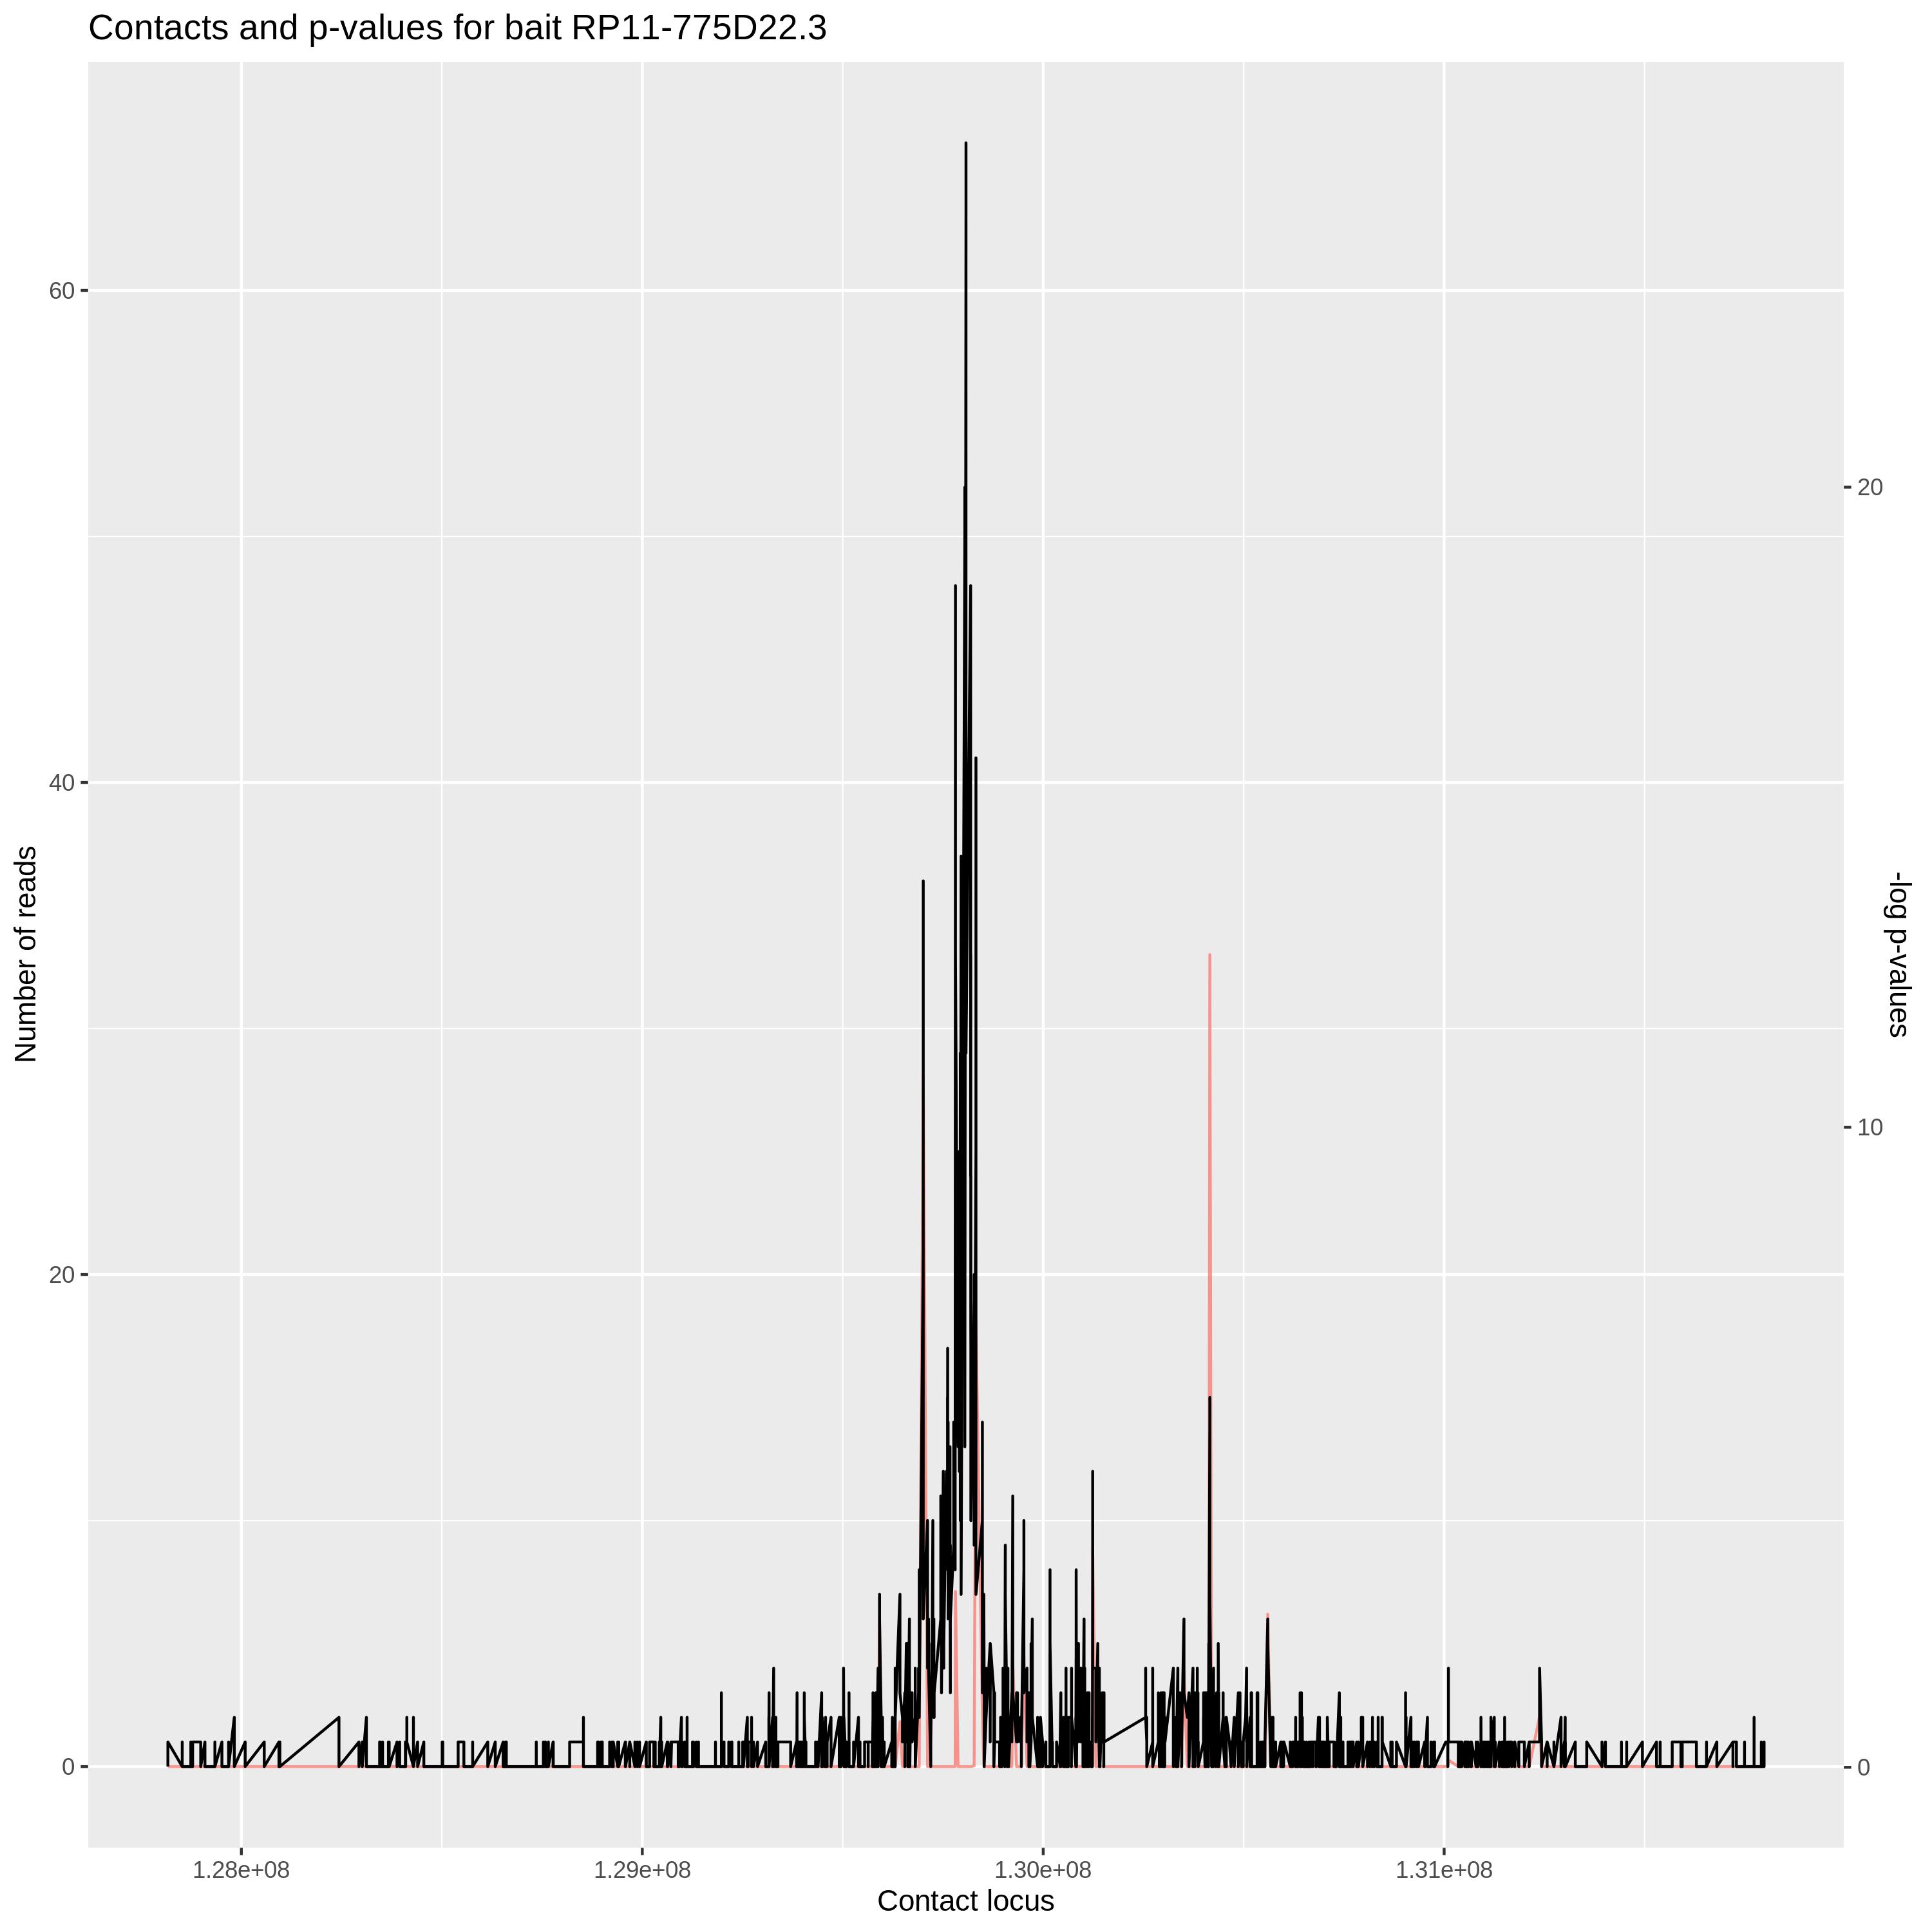 Contacts and p-values for bait RP11-775D22.3
60
40
20
0
Number of reads
20
10
0
-log p-values
1.28e+08
1.29e+08
1.30e+08
1.31e+08
Contact locus